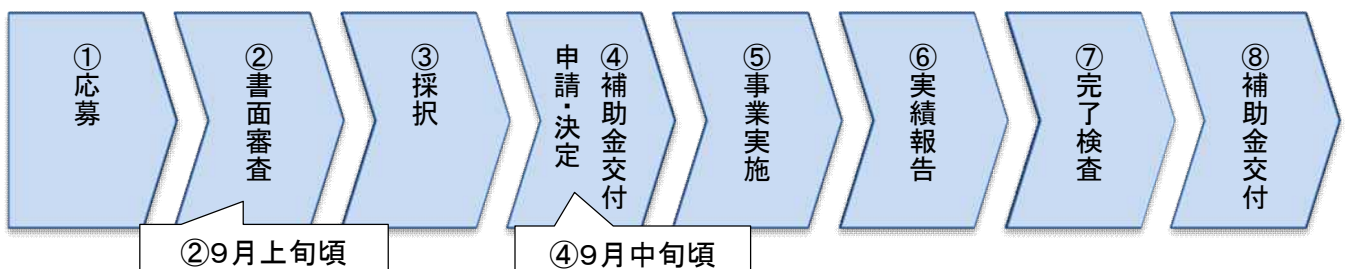 ①応募
②書面審査
③採択
④補助金交付
申請・決定
⑤事業実施
⑥実績報告
⑦完了検査
⑧補助金交付
②9月上旬頃
④9月中旬頃